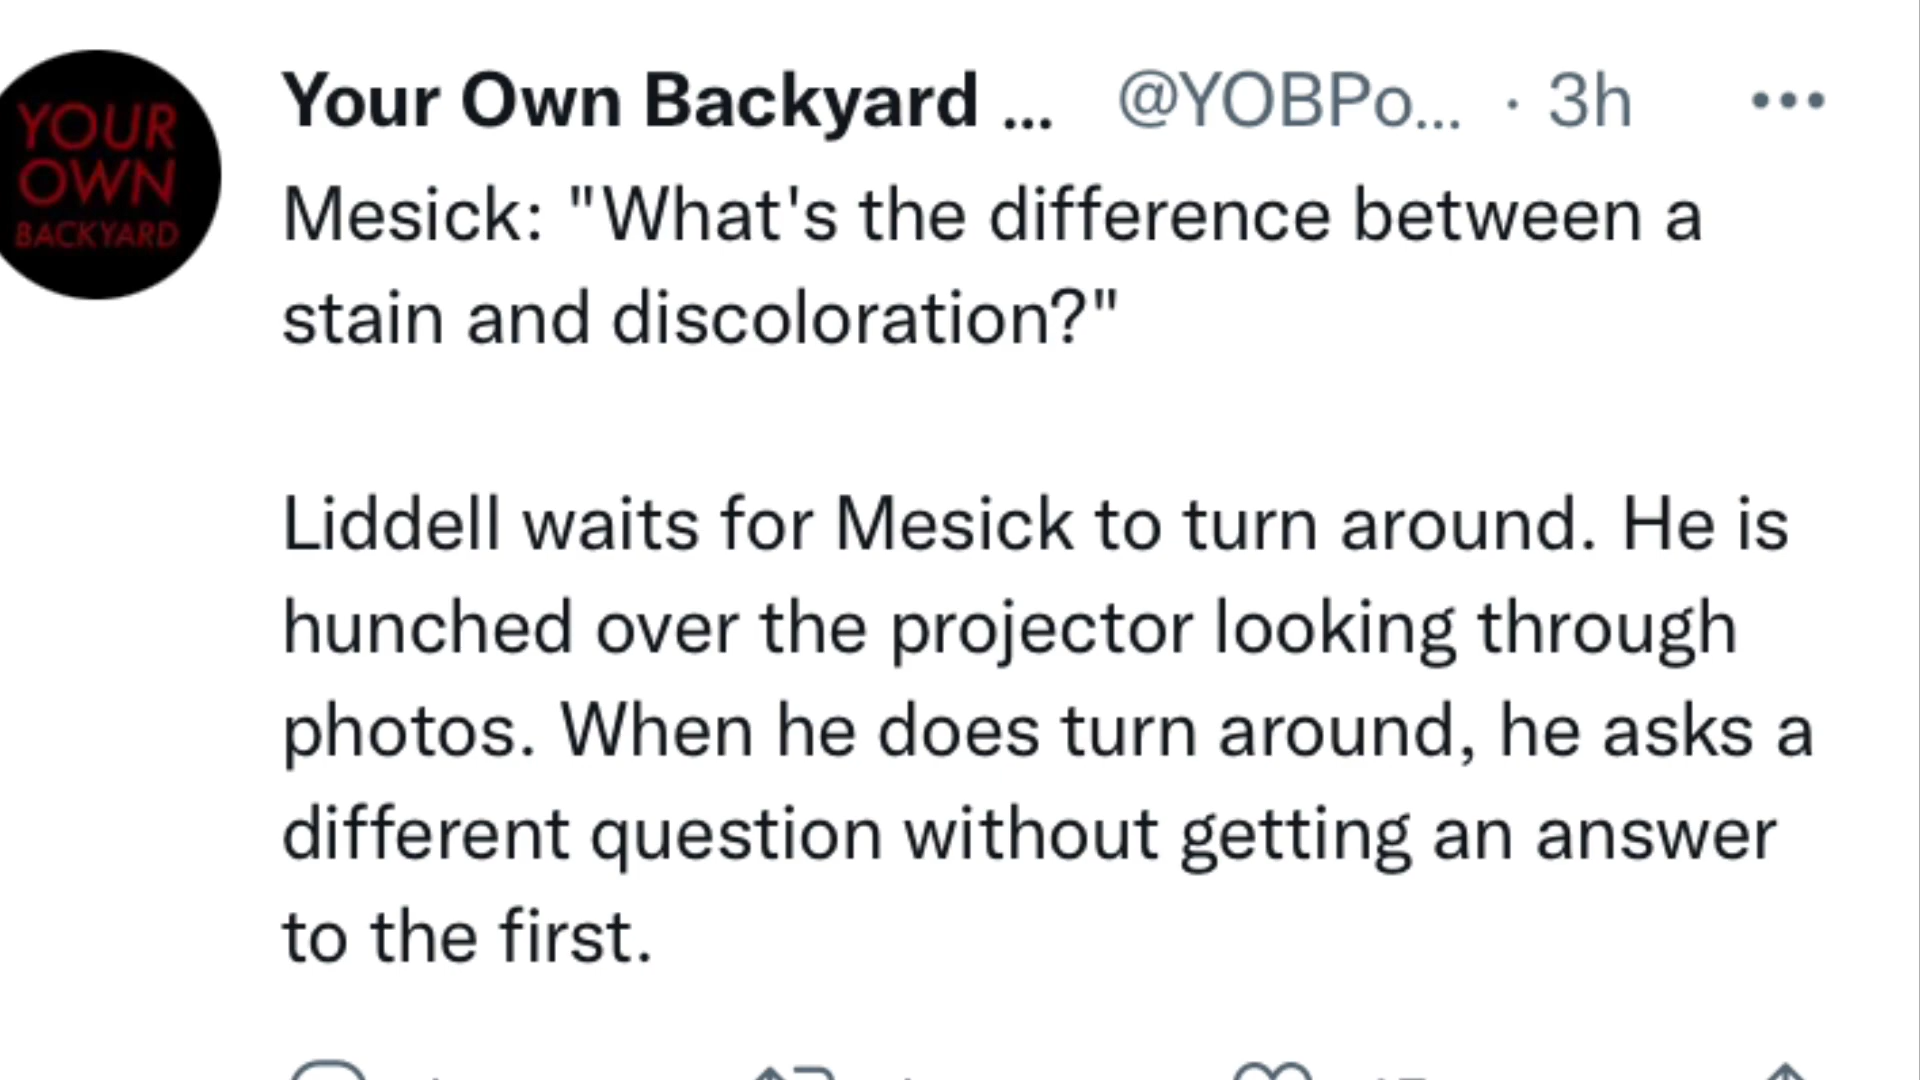 YOUR
OWN
BACKYARD
Your Own Backyard ... @YOBPo... · 3h
Mesick: "What's the difference between a
stain and discoloration?"
Liddell waits for Mesick to turn around. He is
hunched over the projector looking through
photos. When he does turn around, he asks a
different question without getting an answer
to the first.